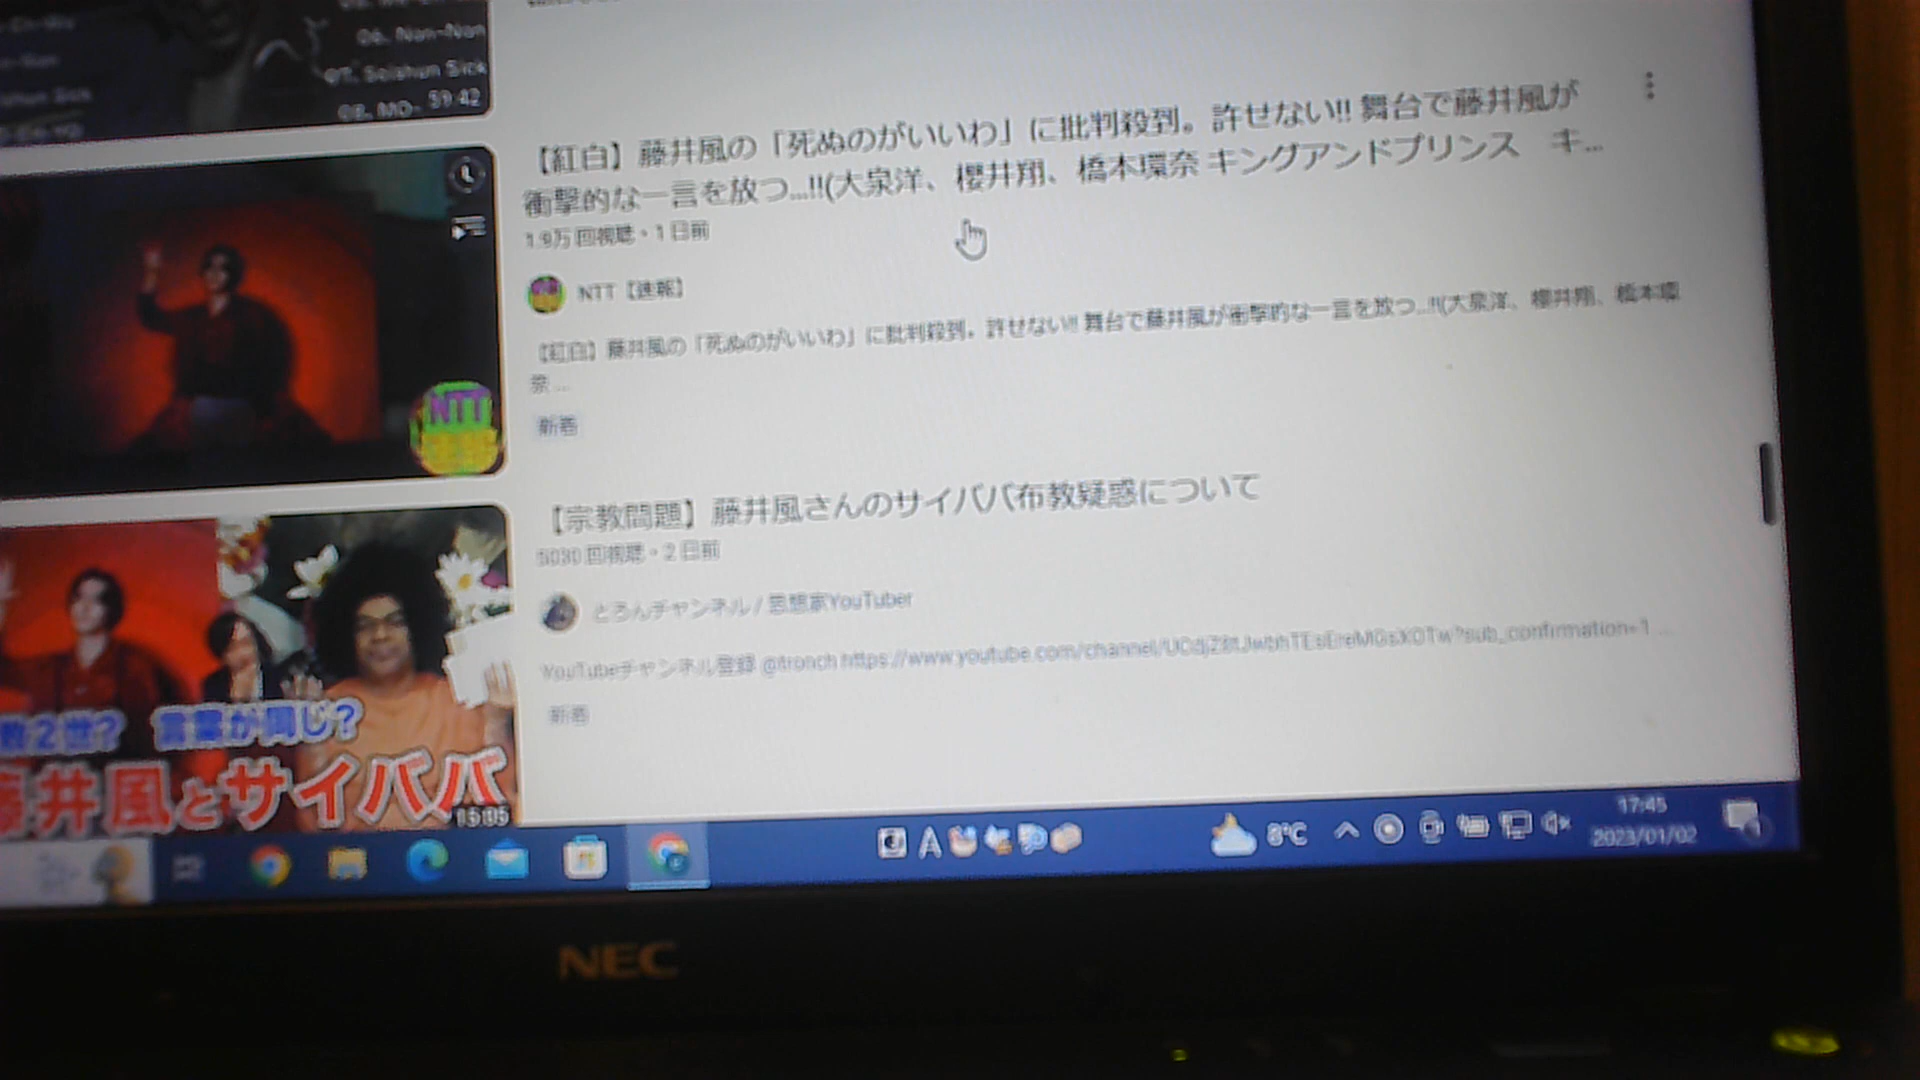 06. Nan-Nan
07. Seishun Sick
08. MO-
59:42
【紅白】藤井風の「死ぬのがいいわ」に批判殺到。許せない!! 舞台で藤井風が
衝撃的な一言を放つ...!!(大泉洋、櫻井翔、橋本環奈 キングアンドプリンス　キ...
1.9万 回視聴・1 日前
NTT【速報】
【紅白】藤井風の「死ぬのがいいわ」に批判殺到。許せない!! 舞台で藤井風が衝撃的な一言を放つ...!!(大泉洋、櫻井翔、橋本環
奈 ...
新着
NTT
【宗教問題】藤井風さんのサイババ布教疑惑について
5030 回視聴・2 日前
とろんチャンネル / 思想家YouTuber
YouTubeチャンネル登録 @tronch https://www.youtube.com/channel/
新着
教2世?　言葉が同じ?
藤井風とサイババ
15:05
A
8°C
17:45
2023/01/02
NEC